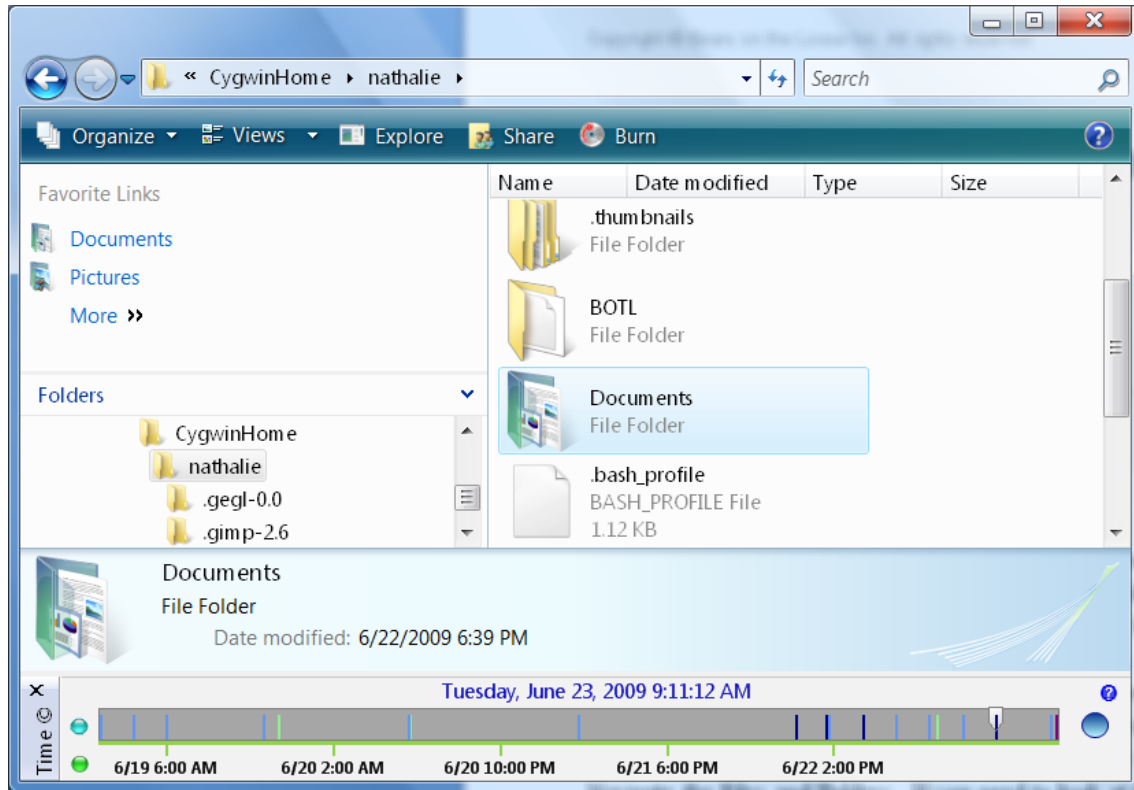 « CygwinHome nathalie
Search
Organize Views Explore Share Burn
Favorite Links
Documents
Pictures
More
Folders
CygwinHome
nathalie
.gegl-0.0
.gimp-2.6
Name Date modified Type Size
.thumbnails
File Folder
BOTL
File Folder
Documents
File Folder
.bash_profile
BASH_PROFILE File
1.12 KB
Documents
File Folder
Date modified: 6/22/2009 6:39 PM
Time
Tuesday, June 23, 2009 9:11:12 AM
6/19 6:00 AM 6/20 2:00 AM 6/20 10:00 PM 6/21 6:00 PM 6/22 2:00 PM